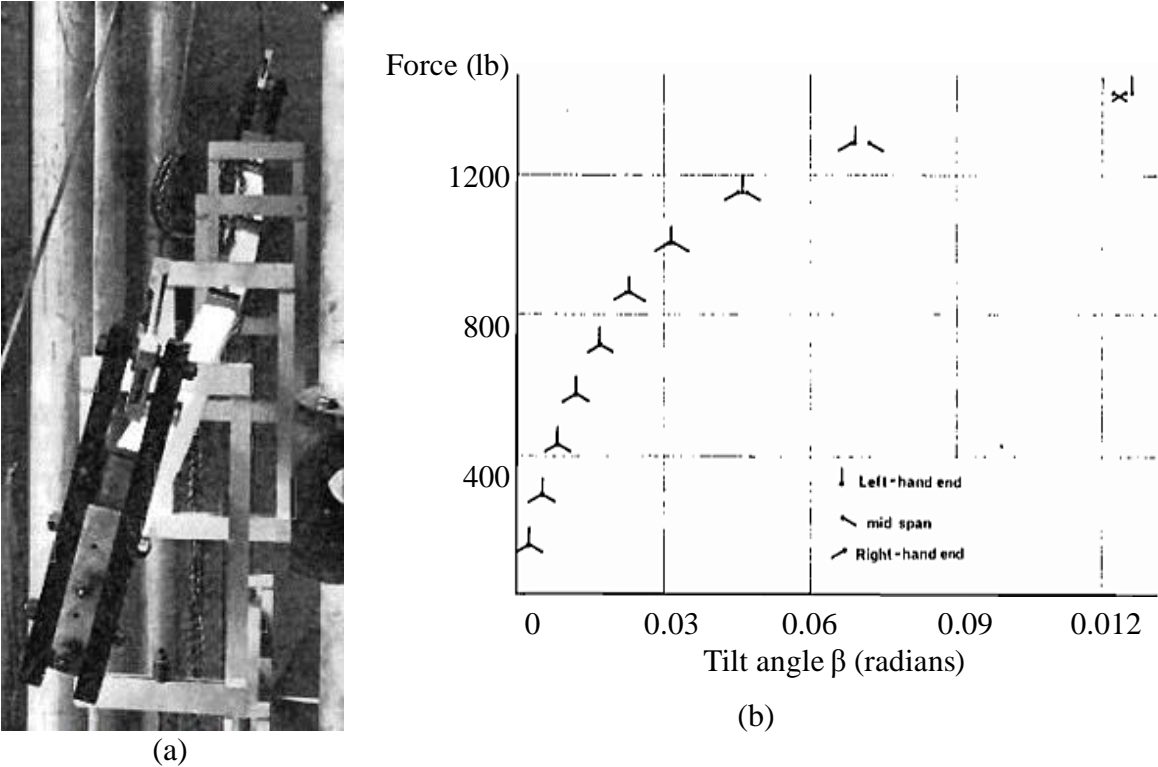 Force (lb)
1200
800
400
Left-hand end
mid span
Right-hand end
0 0.03 0.06 0.09 0.012
Tilt angle β (radians)
(b)
(a)